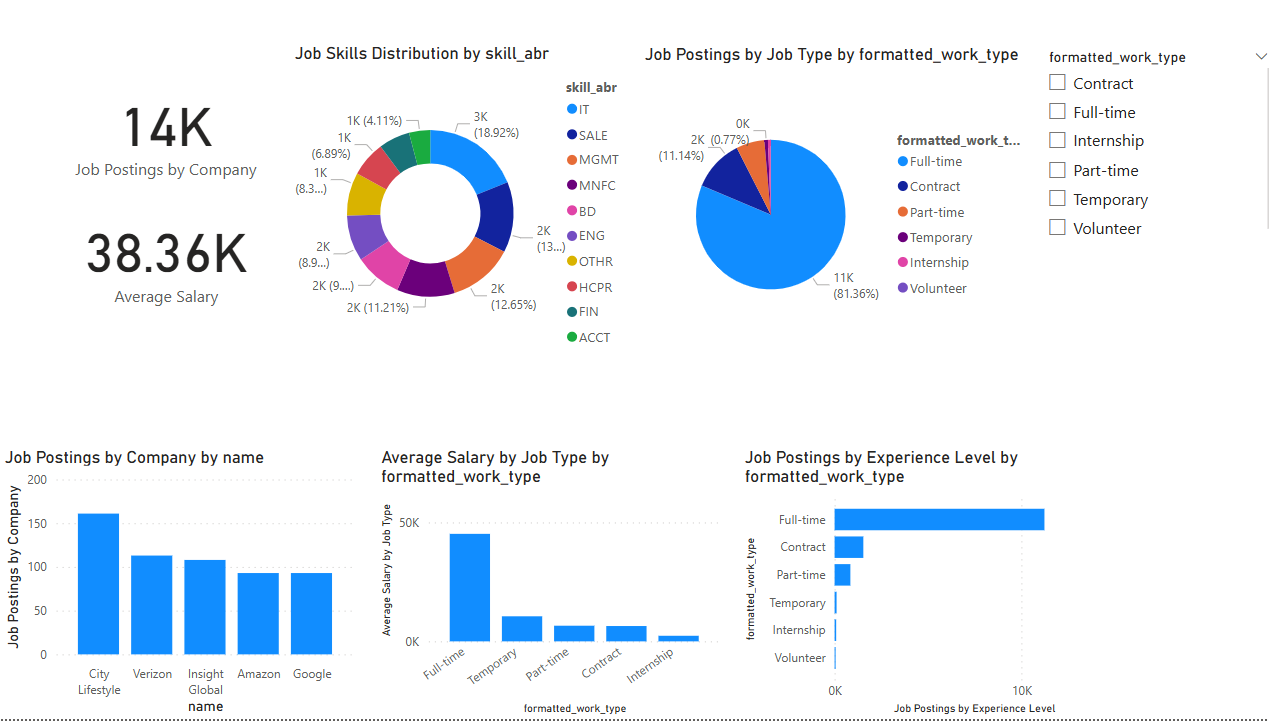 14K
Job Postings by Company
38.36K
Average Salary
Job Skills Distribution by skill_abr
3K
(18.92%)
2K
(13...)
2K
(12.65%)
2K (11.21%)
2K (9....)
2K
(8.9...)
1K
(8.3...)
1K
(6.89%)
1K (4.11%)
skill_abr
IT
SALE
MGMT
MNFC
BD
ENG
OTHR
HCPR
FIN
ACCT
Job Postings by Job Type by formatted_work_type
0K
(0.77%)
2K
(11.14%)
11K
(81.36%)
formatted_work_t...
Full-time
Contract
Part-time
Temporary
Internship
Volunteer
formatted_work_type
Contract
Full-time
Internship
Part-time
Temporary
Volunteer
Job Postings by Company by name
Job Postings by Company
200
150
100
50
0
City
Lifestyle
Verizon
Insight
Global
Amazon
Google
name
Average Salary by Job Type by
formatted_work_type
Average Salary by Job Type
50K
0K
Full-time
Temporary
Part-time
Contract
Internship
formatted_work_type
Job Postings by Experience Level by
formatted_work_type
formatted_work_type
Full-time
Contract
Part-time
Temporary
Internship
Volunteer
0K
10K
Job Postings by Experience Level